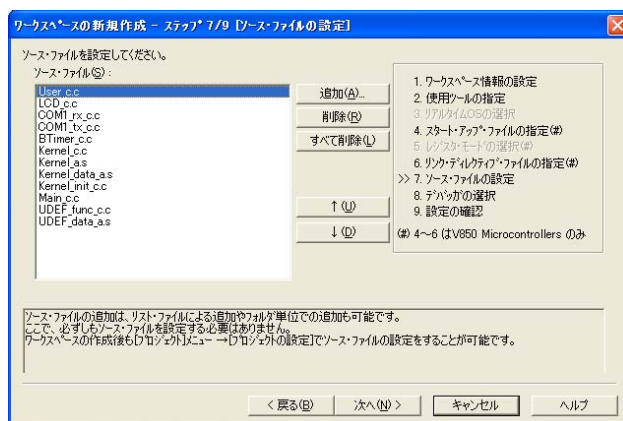 ワークスペースの新規作成 - ステップ 7/9 [ソース・ファイルの設定]
ソース・ファイルを設定してください。
ソース・ファイル(S) :
User_c.c
LCD_c.c
COM1_rx_c.c
COM1_tx_c.c
BTimer_c.c
Kernel_c.c
Kernel_a.s
Kernel_data_a.s
Kernel_init_c.c
Main_c.c
UDEF_func_c.c
UDEF_data_a.s
追加(A)...
削除(R)
すべて削除(L)
↑(U)
↓(D)
1. ワークスペース情報の設定
2. 使用ツールの指定
3. リアルタイムOSの選択
4. スタート・アップ・ファイルの指定(#)
5. レジスタ・モードの選択(#)
6. リンク・ディレクティブ・ファイルの指定(#)
>> 7. ソース・ファイルの設定
8. デバッガの選択
9. 設定の確認
(#) 4~6 はV850 Microcontrollers のみ
ソース・ファイルの追加は、リスト・ファイルによる追加やフォルダ単位での追加も可能です。
ここで、必ずしもソース・ファイルを設定する必要はありません。
ワークスペースの作成後も[プロジェクト]メニュー →[プロジェクトの設定]でソース・ファイルの設定をすることが可能です。
< 戻る(B)
次へ(N) >
キャンセル
ヘルプ